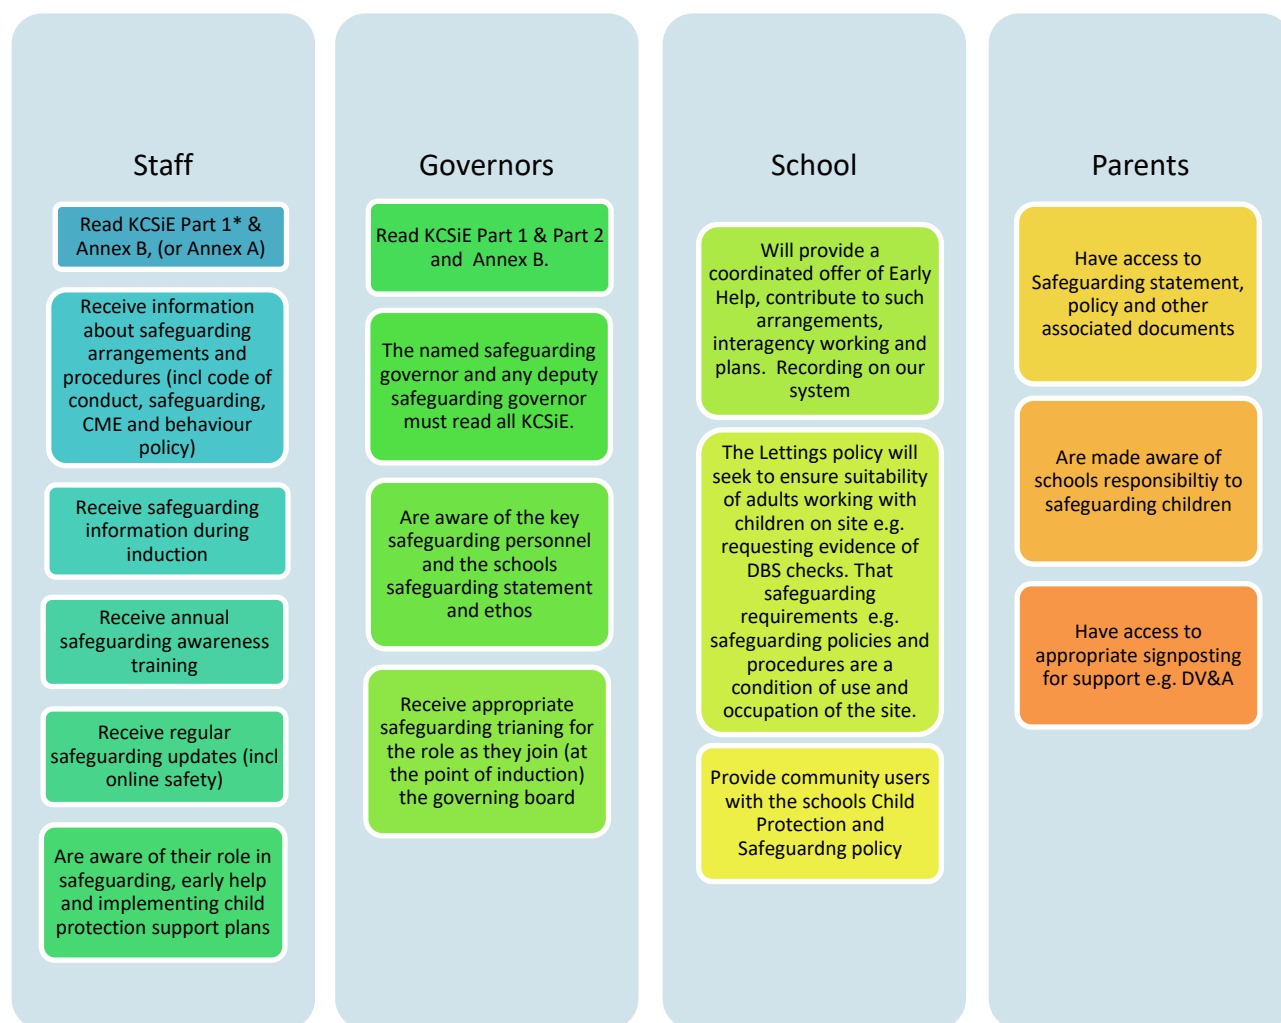 Staff
Read KCSiE Part 1* &
Annex B, (or Annex A)
Receive information
about safeguarding
arrangements and
procedures (incl code of
conduct, safeguarding,
CME and behaviour
policy)
Receive safeguarding
information during
induction
Receive annual
safeguarding awareness
training
Receive regular
safeguarding updates (incl
online safety)
Are aware of their role in
safeguarding, early help
and implementing child
protection support plans
Governors
Read KCSiE Part 1 & Part 2
and Annex B.
The named safeguarding
governor and any deputy
safeguarding governor
must read all KCSiE.
Are aware of the key
safeguarding personnel
and the schools
safeguarding statement
and ethos
Receive appropriate
safeguarding trianing for
the role as they join (at
the point of induction)
the governing board
School
Will provide a
coordinated offer of Early
Help, contribute to such
arrangements,
interagency working and
plans. Recording on our
system
The Lettings policy will
seek to ensure suitability
of adults working with
children on site e.g.
requesting evidence of
DBS checks. That
safeguarding
requirements e.g.
safeguarding policies and
procedures are a
condition of use and
occupation of the site.
Provide community users
with the schools Child
Protection and
Safeguardng policy
Parents
Have access to
Safeguarding statement,
policy and other
associated documents
Are made aware of
schools responsibiltiy to
safeguarding children
Have access to
appropriate signposting
for support e.g. DV&A